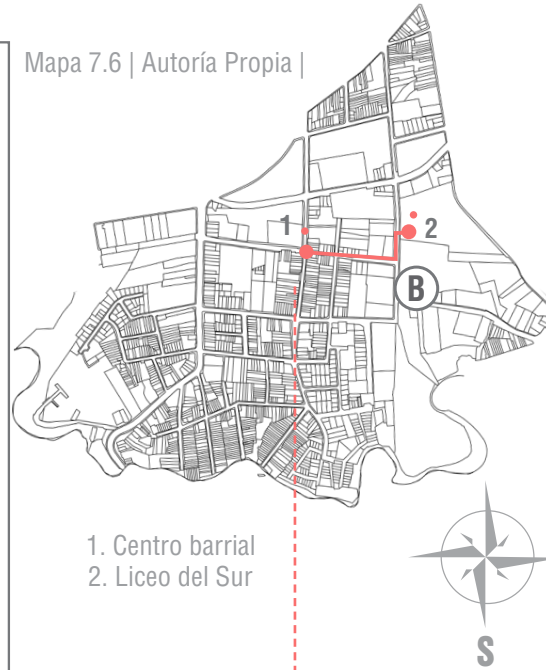 Mapa 7.6 | Autoría Propia |
1
2
B
1. Centro barrial
2. Liceo del Sur
S